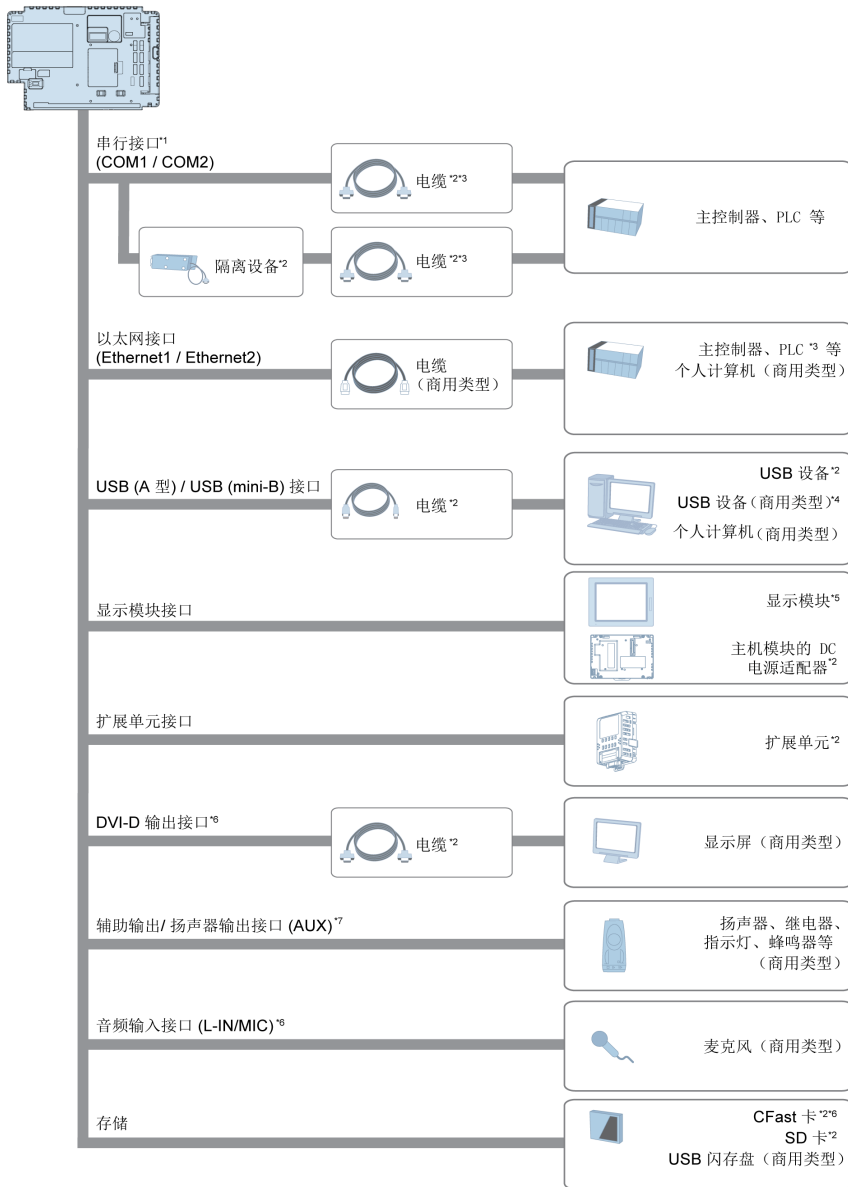 串行接口*1
(COM1 / COM2)
电缆*2*3
主控制器、PLC 等
隔离设备*2
电缆*2*3
以太网接口
(Ethernet1 / Ethernet2)
电缆
（商用类型）
主控制器、PLC*3 等
个人计算机（商用类型）
USB (A 型) / USB (mini-B) 接口
电缆*2
USB 设备*2
USB 设备（商用类型）*4
个人计算机（商用类型）
显示模块接口
显示模块*5
主机模块的 DC
电源适配器*2
扩展单元接口
扩展单元*2
DVI-D 输出接口*6
电缆*2
显示屏（商用类型）
辅助输出/ 扬声器输出接口 (AUX)*7
扬声器、继电器、
指示灯、蜂鸣器等
（商用类型）
音频输入接口 (L-IN/MIC)*6
麦克风（商用类型）
存储
CFast 卡*2*6
SD 卡*2
USB 闪存盘（商用类型）